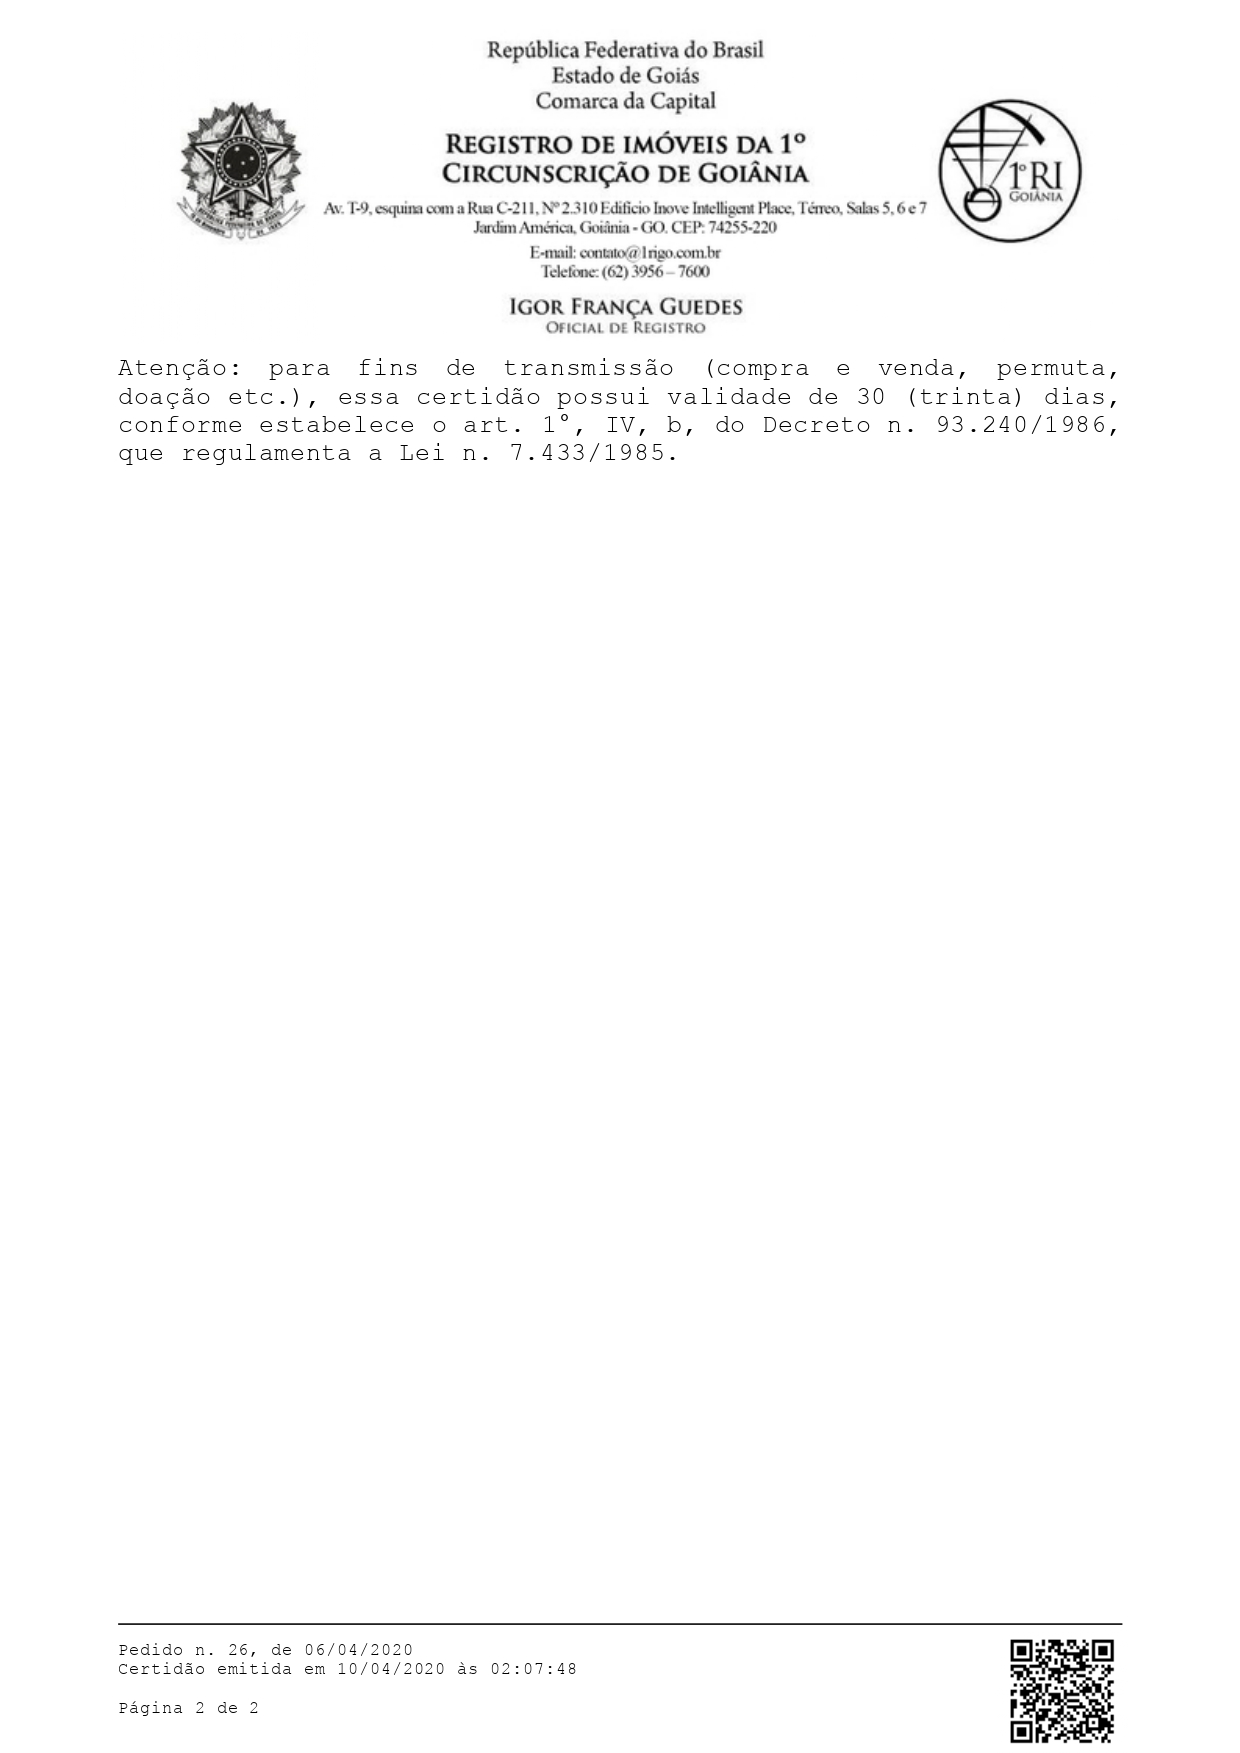 República Federativa do Brasil
Estado de Goiás
Comarca da Capital
REGISTRO DE IMÓVEIS DA 1º
CIRCUNSCRIÇÃO DE GOIÂNIA
1º RI
GOIÂNIA
Av. T-9, esquina com a Rua C-211, Nº 2.310 Edifício Inove Intelligent Place, Térreo, Salas 5, 6 e 7
Jardim América, Goiânia - GO. CEP: 74255-220
E-mail: contato@1rigo.com.br
Telefone: (62) 3956 – 7600
IGOR FRANÇA GUEDES
OFICIAL DE REGISTRO
Atenção: para fins de transmissão (compra e venda, permuta,
doação etc.), essa certidão possui validade de 30 (trinta) dias,
conforme estabelece o art. 1°, IV, b, do Decreto n. 93.240/1986,
que regulamenta a Lei n. 7.433/1985.
Pedido n. 26, de 06/04/2020
Certidão emitida em 10/04/2020 às 02:07:48
Página 2 de 2